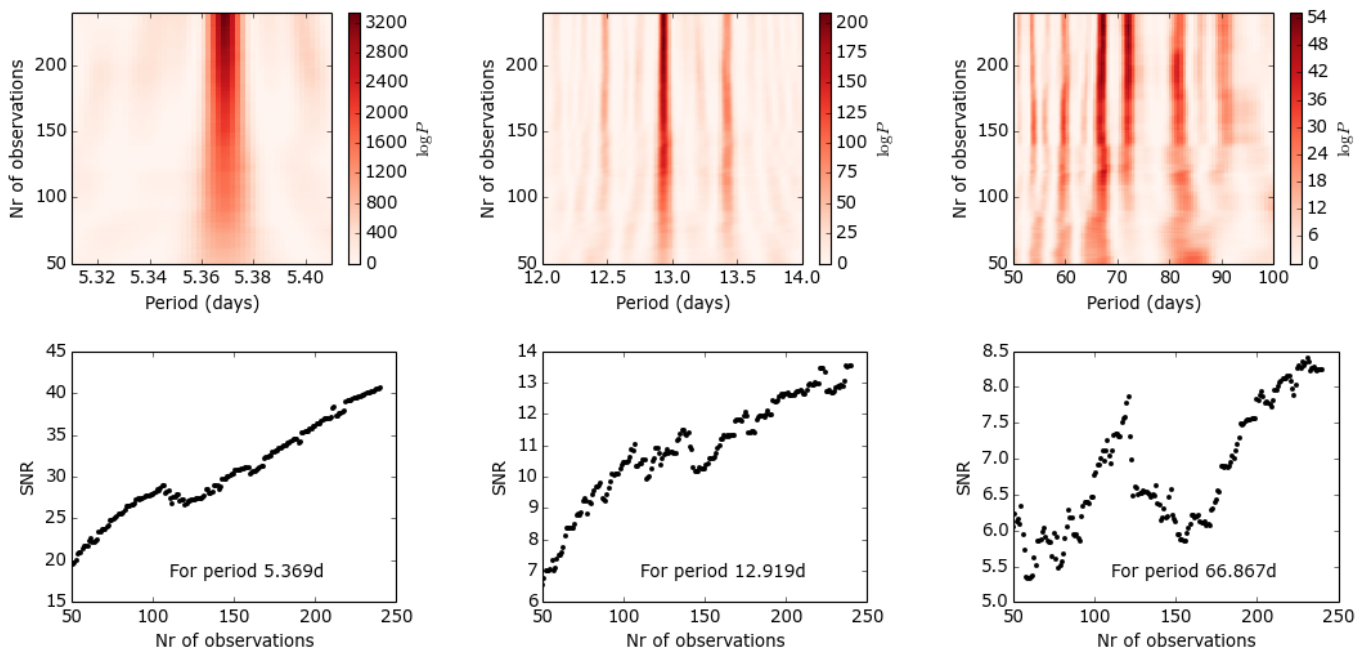 3200
2800
2400
2000
1600
1200
800
400
0
log P
200
150
100
50
Nr of observations
5.32 5.34 5.36 5.38 5.40
Period (days)
200
175
150
125
100
75
50
25
0
log P
200
150
100
50
Nr of observations
12.0 12.5 13.0 13.5 14.0
Period (days)
54
48
42
36
30
24
18
12
6
0
log P
200
150
100
50
Nr of observations
50 60 70 80 90 100
Period (days)
45
40
35
30
25
20
15
SNR
For period 5.369d
50 100 150 200 250
Nr of observations
14
13
12
11
10
9
8
7
6
SNR
For period 12.919d
50 100 150 200 250
Nr of observations
8.5
8.0
7.5
7.0
6.5
6.0
5.5
5.0
SNR
For period 66.867d
50 100 150 200 250
Nr of observations